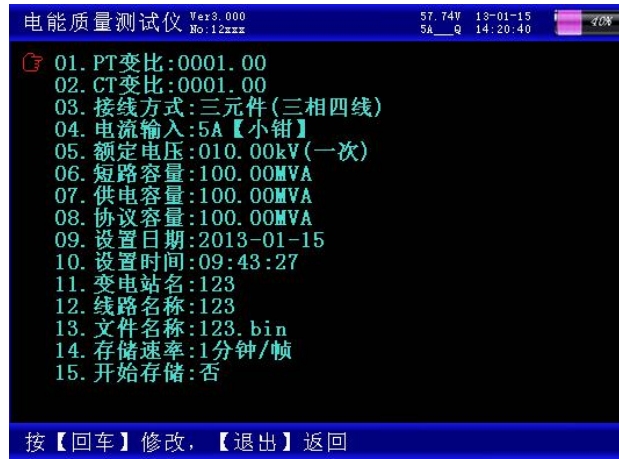 电能质量测试仪 Ver3.000 57.74V 13-01-15 40%
No:12xxx 5A___Q 14:20:40
01.PT变比:0001.00
02.CT变比:0001.00
03.接线方式:三元件(三相四线)
04.电流输入:5A【小钳】
05.额定电压:010.00kV(一次)
06.短路容量:100.00MVA
07.供电容量:100.00MVA
08.协议容量:100.00MVA
09.设置日期:2013-01-15
10.设置时间:09:43:27
11.变电站名:123
12.线路名称:123
13.文件名称:123.bin
14.存储速率:1分钟/帧
15.开始存储:否
按【回车】修改，【退出】返回